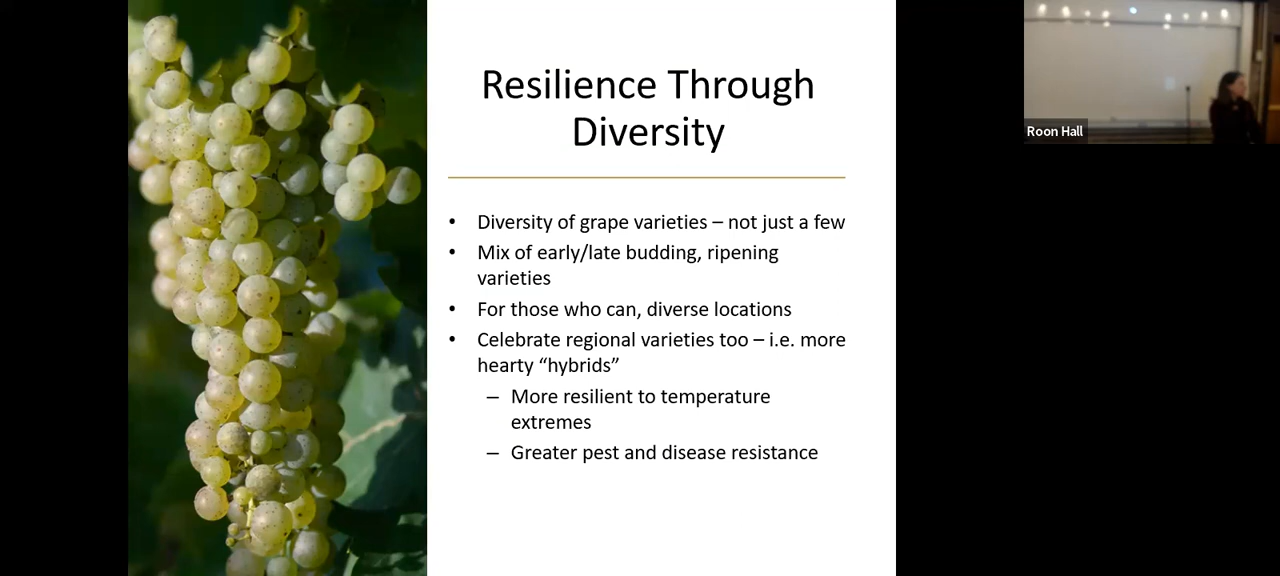 Resilience Through
Diversity
• Diversity of grape varieties – not just a few
• Mix of early/late budding, ripening
varieties
• For those who can, diverse locations
• Celebrate regional varieties too – i.e. more
hearty “hybrids”
– More resilient to temperature
extremes
– Greater pest and disease resistance
Roon Hall